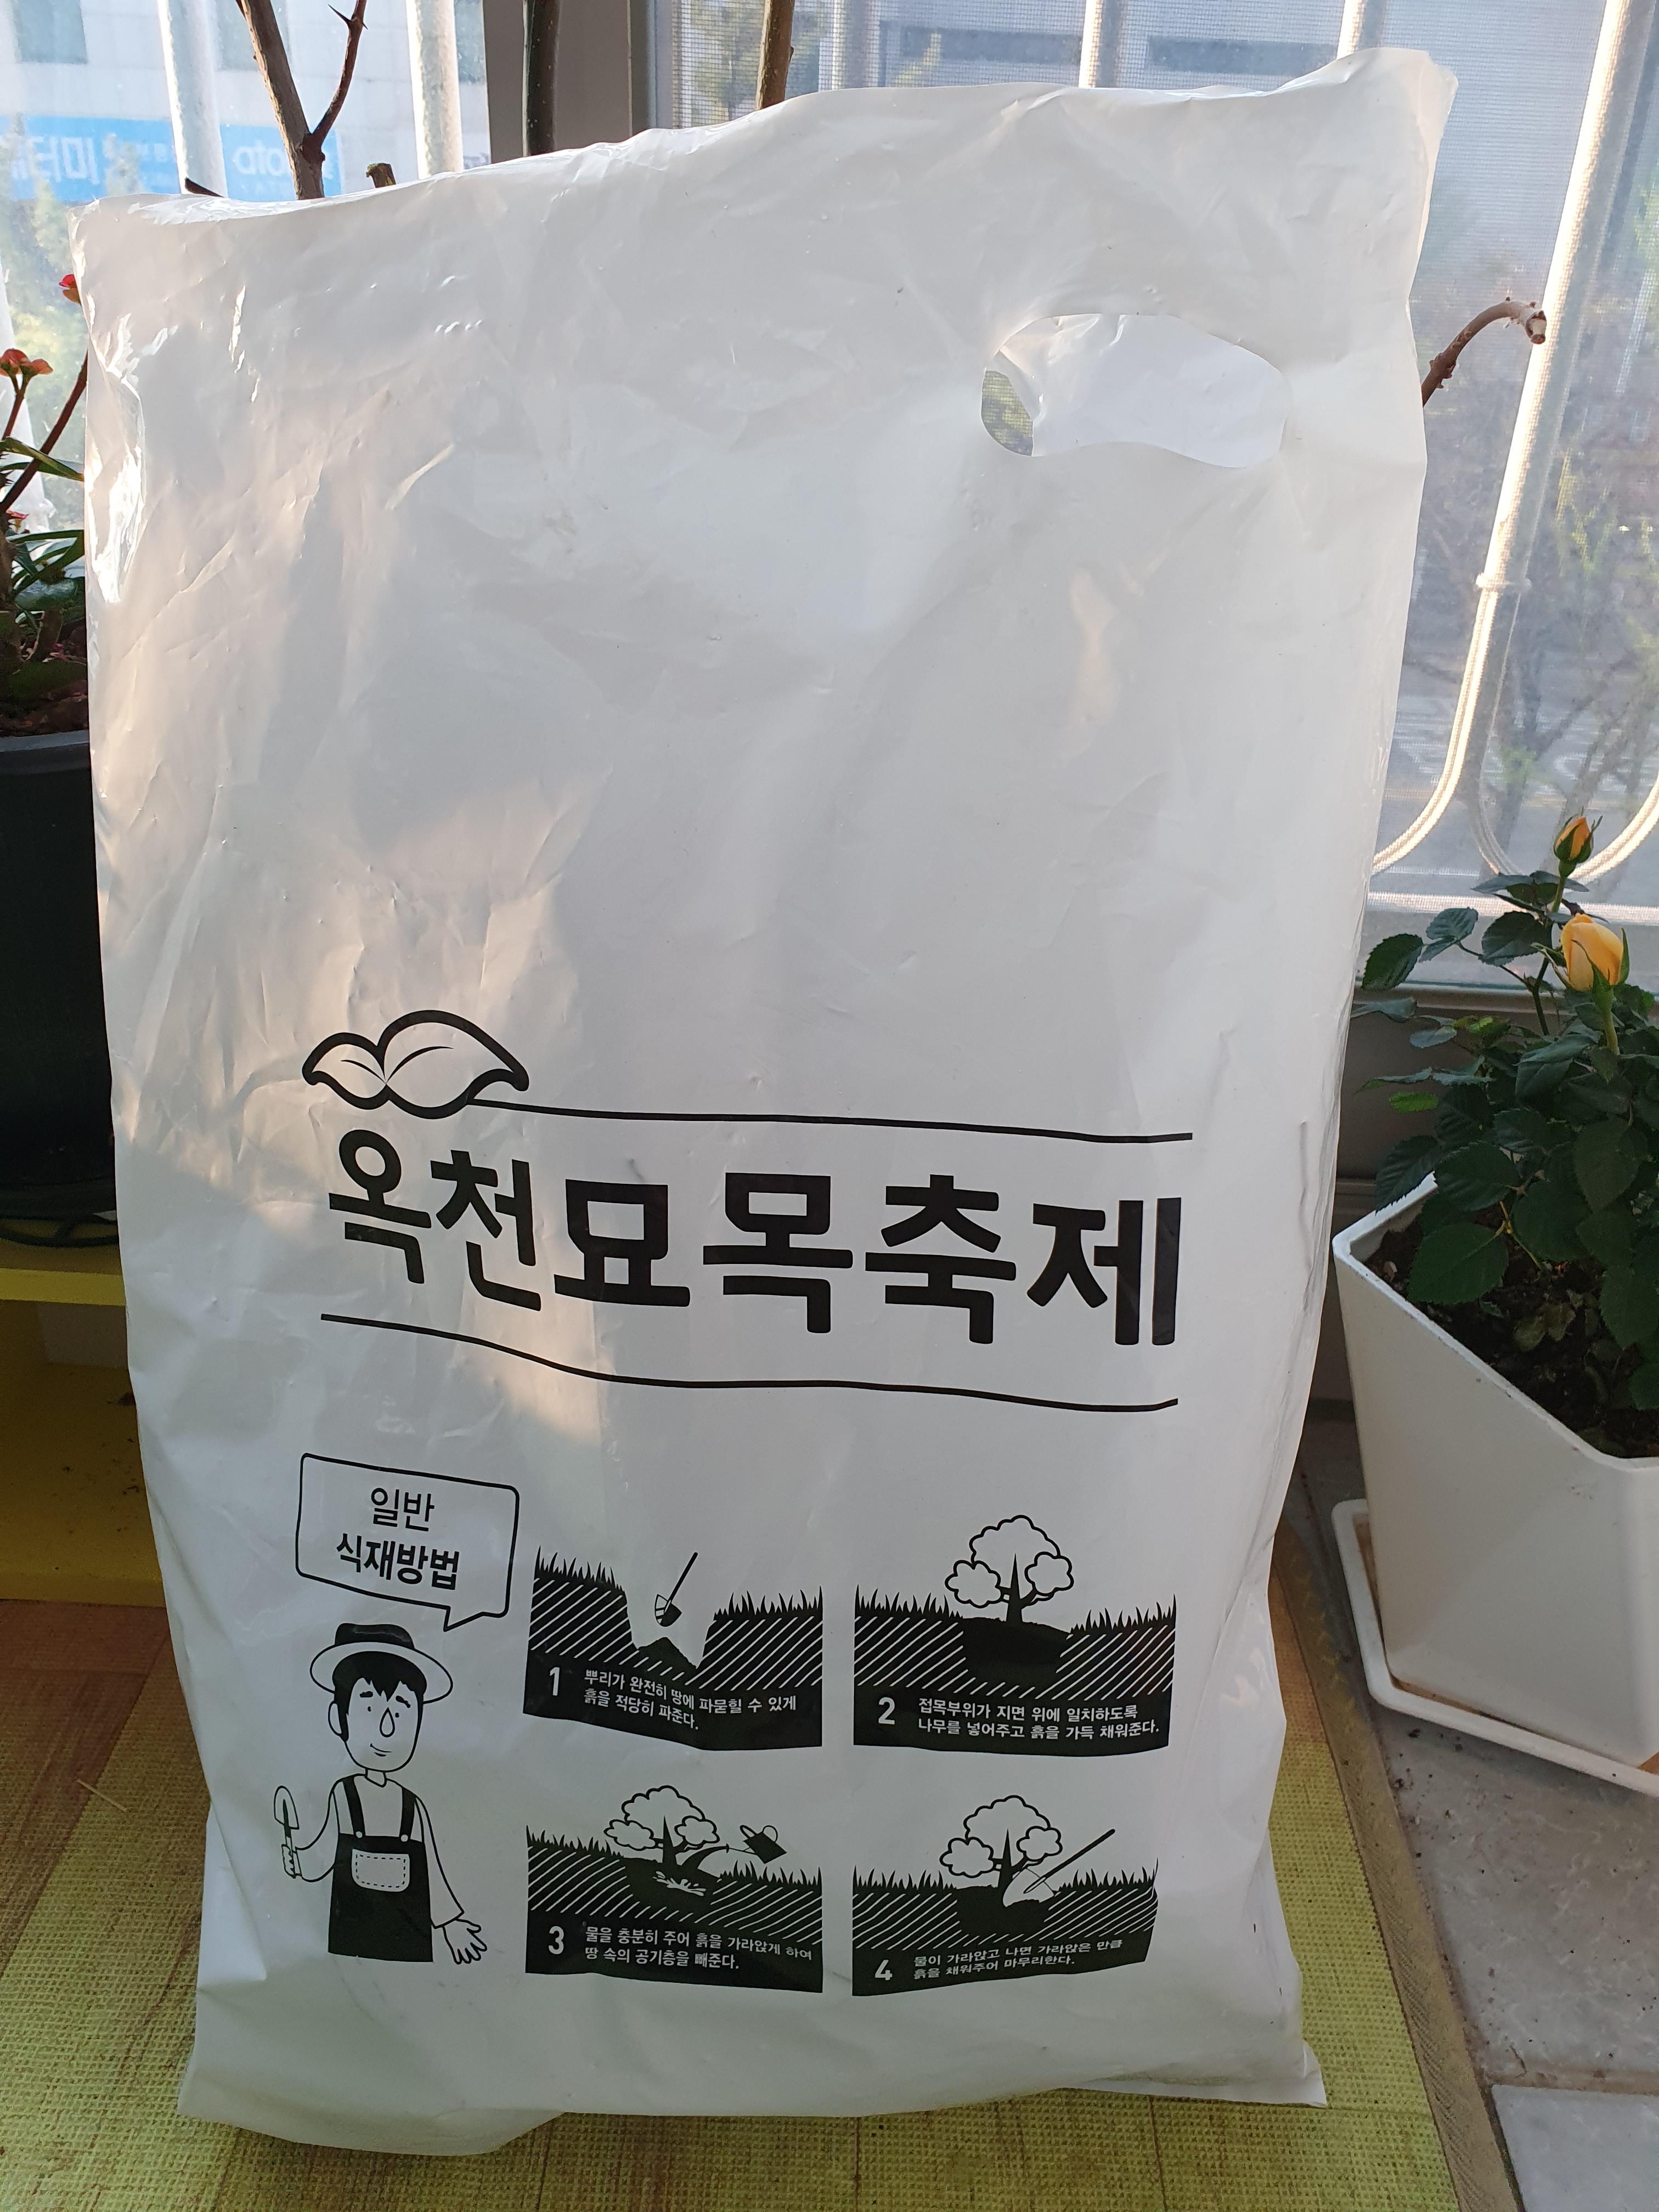 옥천묘목축제
일반
식재방법
1
뿌리가 완전히 땅에 파묻힐 수 있게
흙을 적당히 파준다.
2
접목부위가 지면 위에 일치하도록
나무를 넣어주고 흙을 가득 채워준다.
3
물을 충분히 주어 흙을 가라앉게 하여
땅 속의 공기층을 빼준다.
4
물이 가라앉고 나면 가라앉은 만큼
흙을 채워주어 마무리한다.